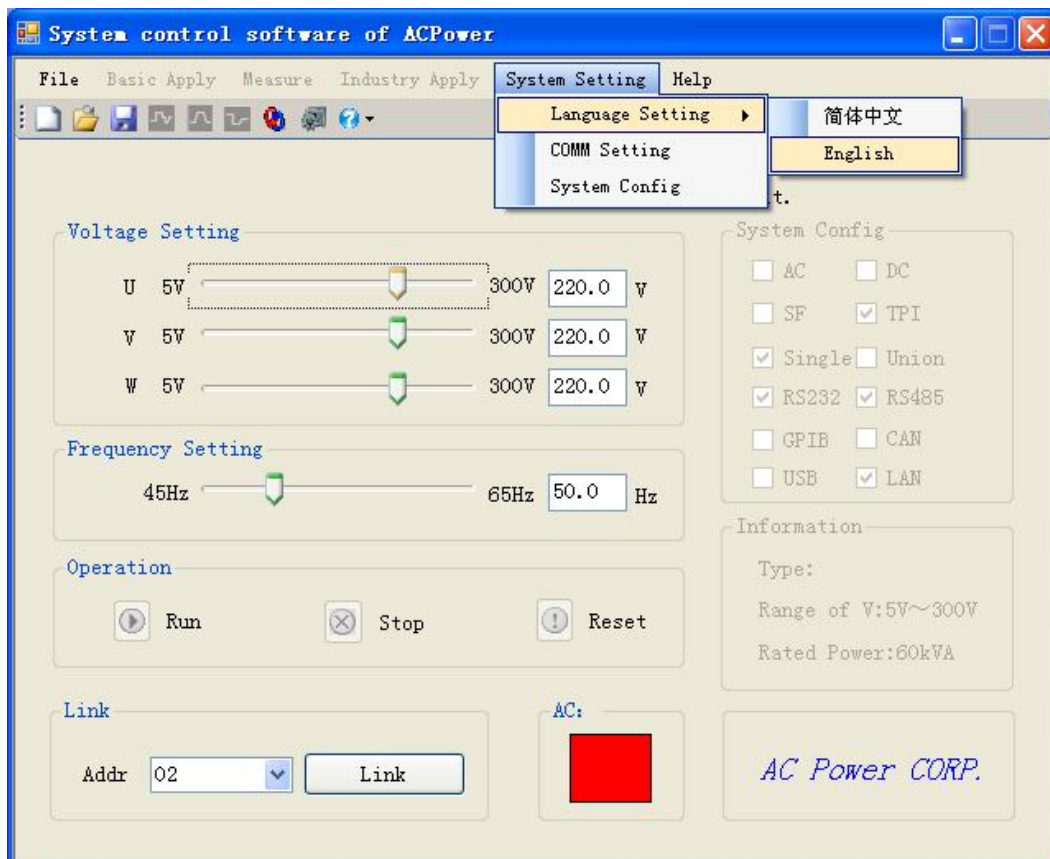 System control software of ACPower
File Basic Apply Measure Industry Apply System Setting Help
Language Setting
简体中文
English
COMM Setting
System Config
t.
Voltage Setting
U 5V 300V 220.0 V
V 5V 300V 220.0 V
W 5V 300V 220.0 V
Frequency Setting
45Hz 65Hz 50.0 Hz
Operation
Run Stop Reset
Link
Addr 02 Link
AC:
System Config
AC DC
SF TPI
Single Union
RS232 RS485
GPIB CAN
USB LAN
Information
Type:
Range of V:5V～300V
Rated Power:60kVA
AC Power CORP.